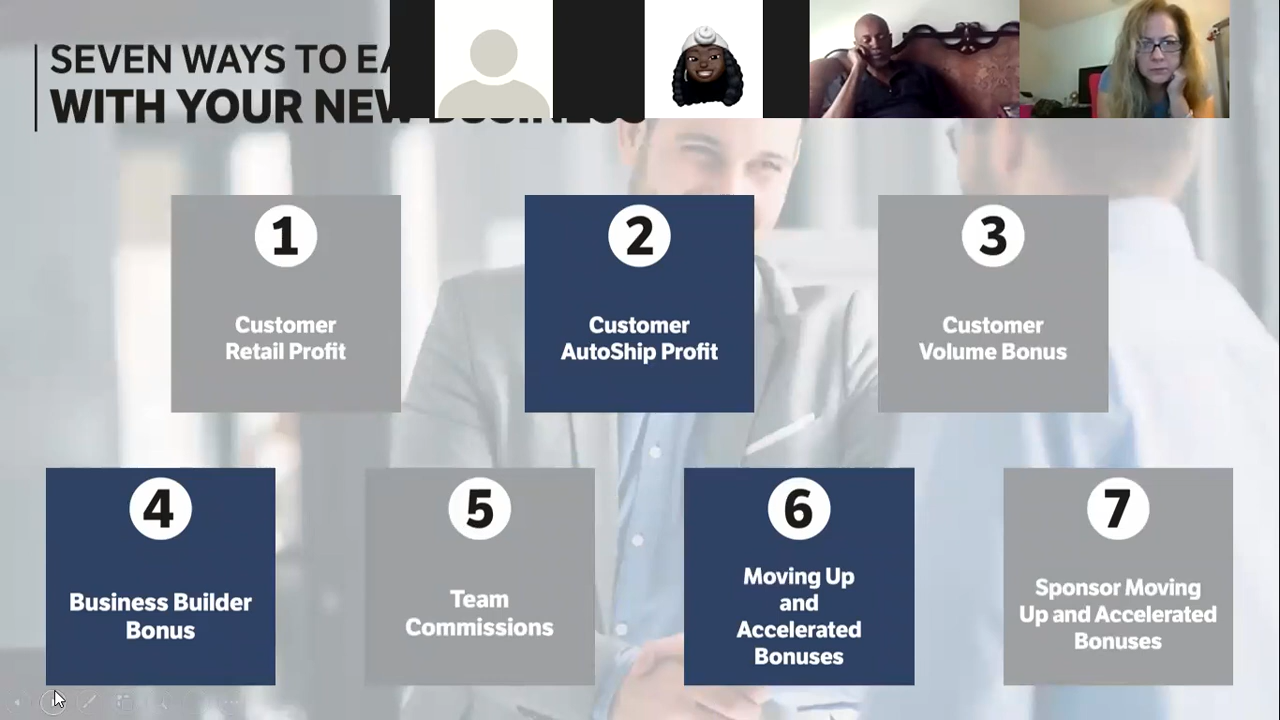 SEVEN WAYS TO EA
WITH YOUR NEW BUSINESS
1
Customer
Retail Profit
2
Customer
AutoShip Profit
3
Customer
Volume Bonus
4
Business Builder
Bonus
5
Team
Commissions
6
Moving Up
and
Accelerated
Bonuses
7
Sponsor Moving
Up and Accelerated
Bonuses